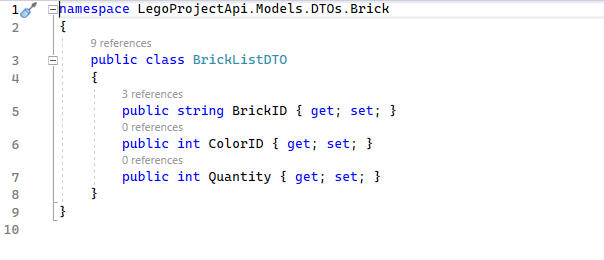 1 namespace LegoProjectApi.Models.DTOs.Brick
2 {
9 references
3 public class BrickListDTO
4 {
3 references
5 public string BrickID { get; set; }
0 references
6 public int ColorID { get; set; }
0 references
7 public int Quantity { get; set; }
8 }
9 }
10